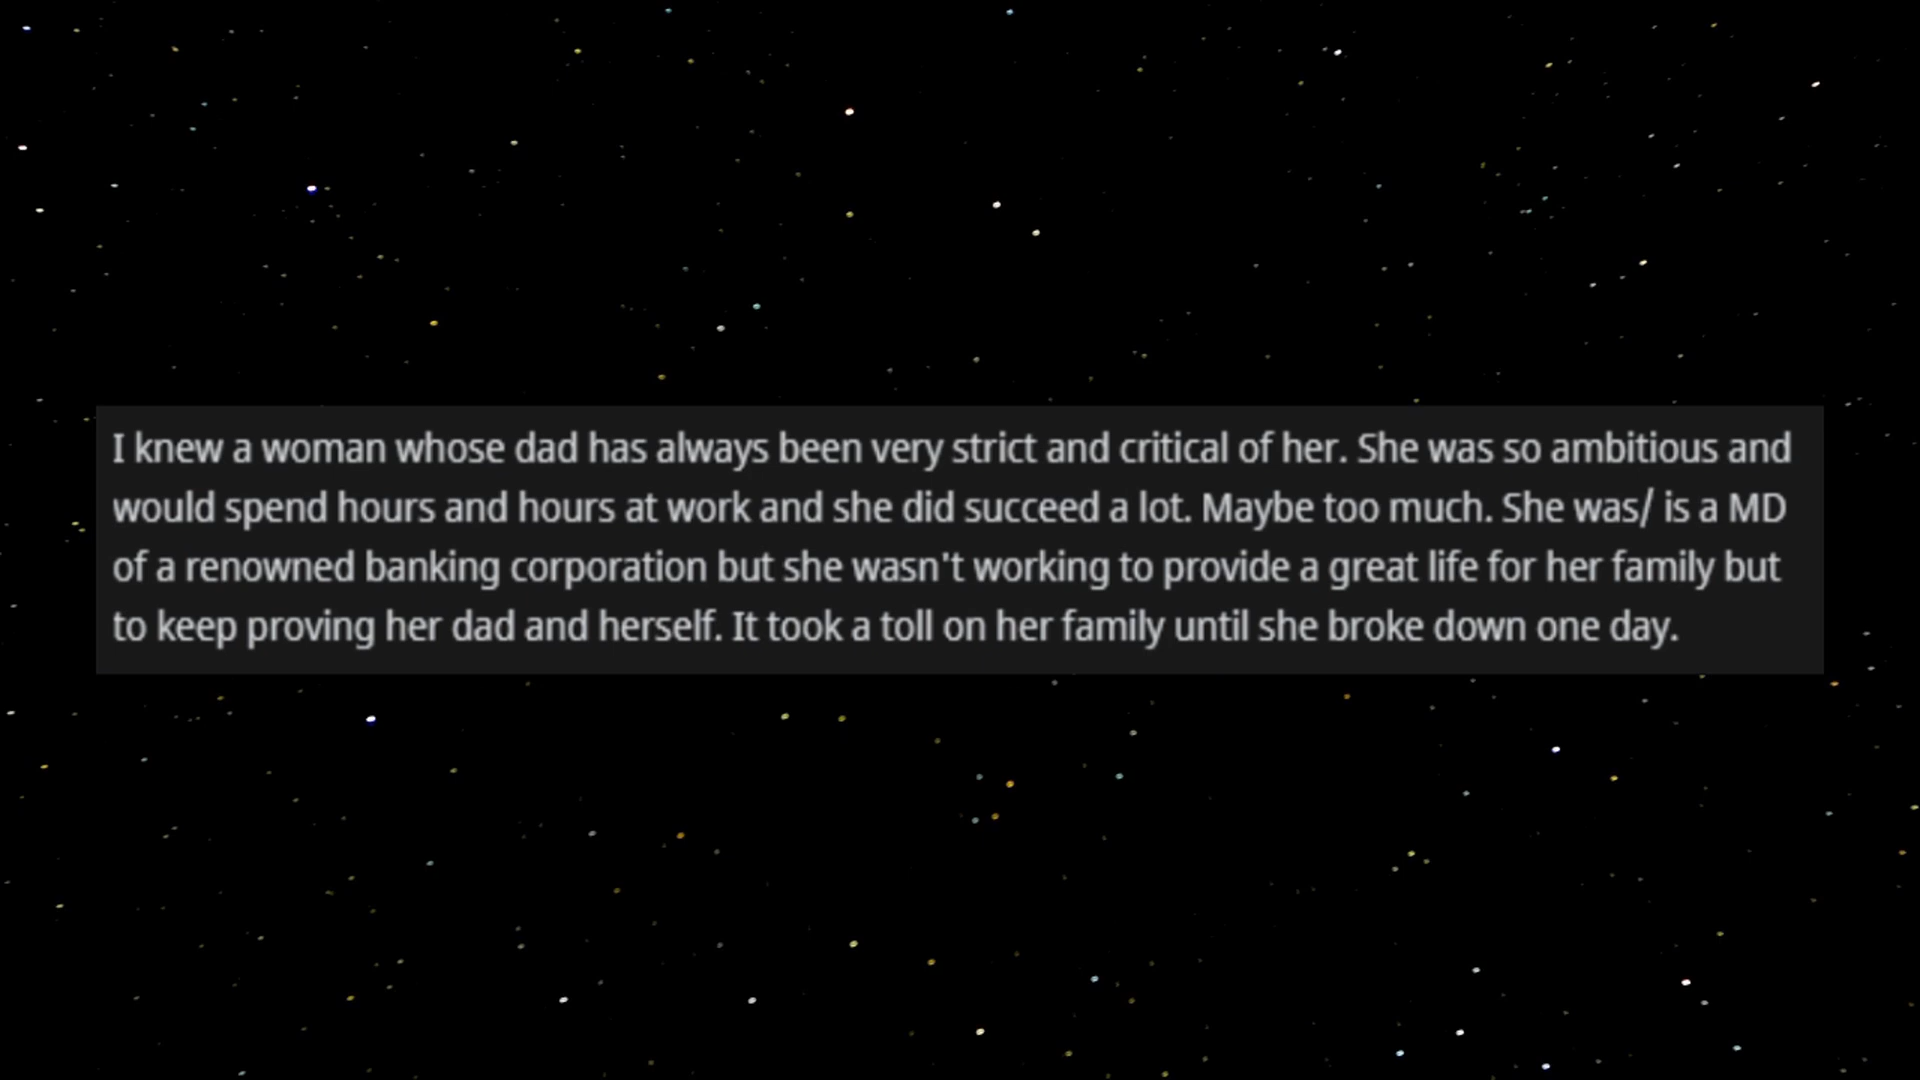 I knew a woman whose dad has always been very strict and critical of her. She was so ambitious and
would spend hours and hours at work and she did succeed a lot. Maybe too much. She was/ is a MD
of a renowned banking corporation but she wasn't working to provide a great life for her family but
to keep proving her dad and herself. It took a toll on her family until she broke down one day.